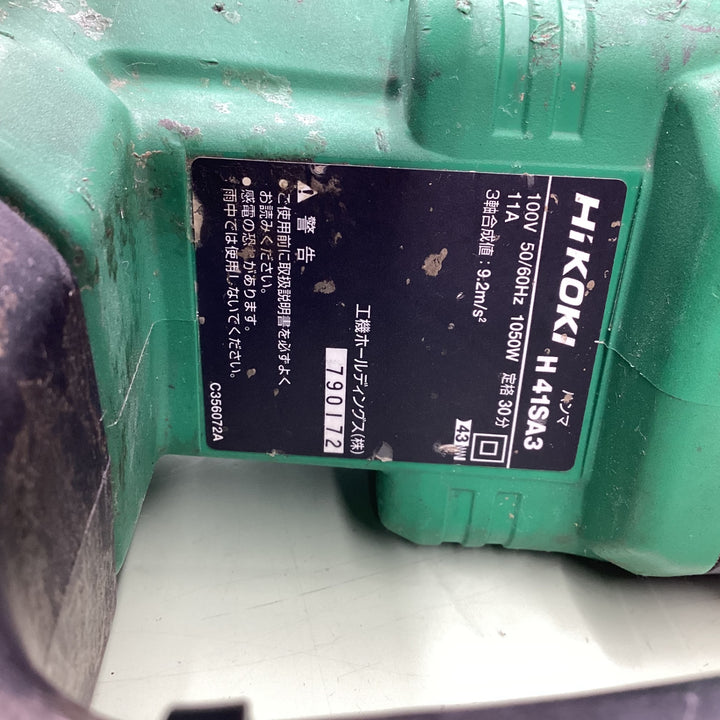 HiKOKI ハンマ
H 41SA3
100V 50/60Hz 1050W 定格 30分
11A
3軸合成値:9.2m/s²
43
工機ホールディングス(株)
790172
警告
・ご使用前に取扱説明書を必ずよく
お読みください。
・感電の恐れがあります。
雨中では使用しないでください。
C356072A